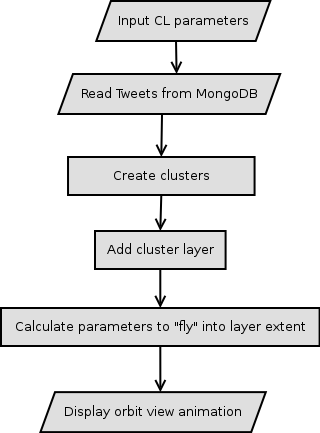 Input CL parameters
Read Tweets from MongoDB
Create clusters
Add cluster layer
Calculate parameters to "fly" into layer extent
Display orbit view animation